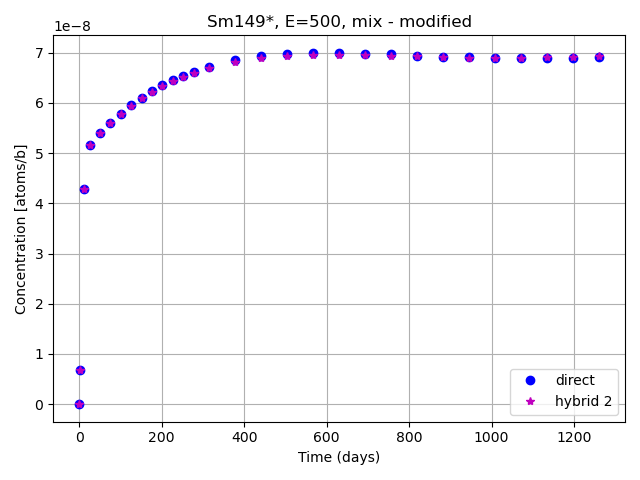 Sm149*, E=500, mix - modified
1e−8
7
6
5
4
3
2
1
0
Concentration [atoms/b]
0 200 400 600 800 1000 1200
Time (days)
direct
hybrid 2